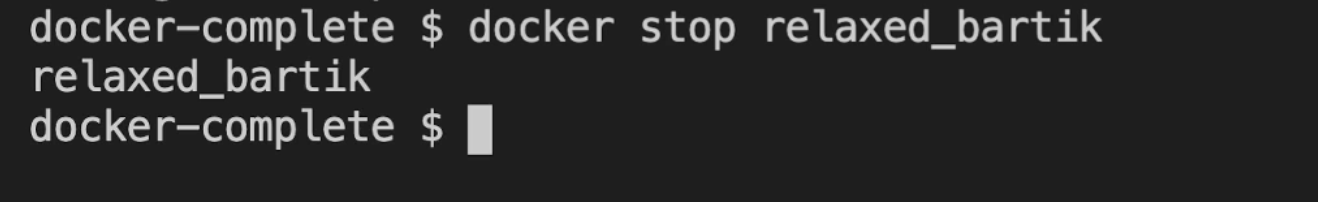 docker-complete $ docker stop relaxed_bartik
relaxed_bartik
docker-complete $